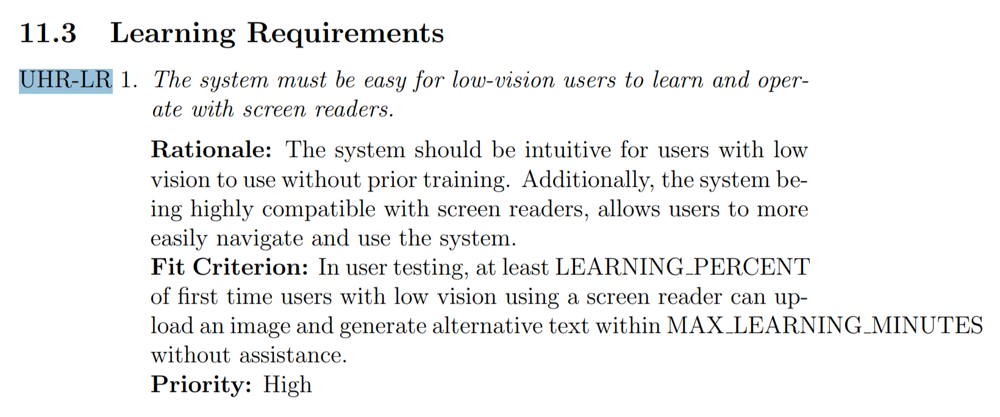 11.3 Learning Requirements
UHR-LR 1. The system must be easy for low-vision users to learn and oper-
ate with screen readers.
Rationale: The system should be intuitive for users with low
vision to use without prior training. Additionally, the system be-
ing highly compatible with screen readers, allows users to more
easily navigate and use the system.
Fit Criterion: In user testing, at least LEARNING_PERCENT
of first time users with low vision using a screen reader can up-
load an image and generate alternative text within MAX_LEARNING_MINUTES
without assistance.
Priority: High